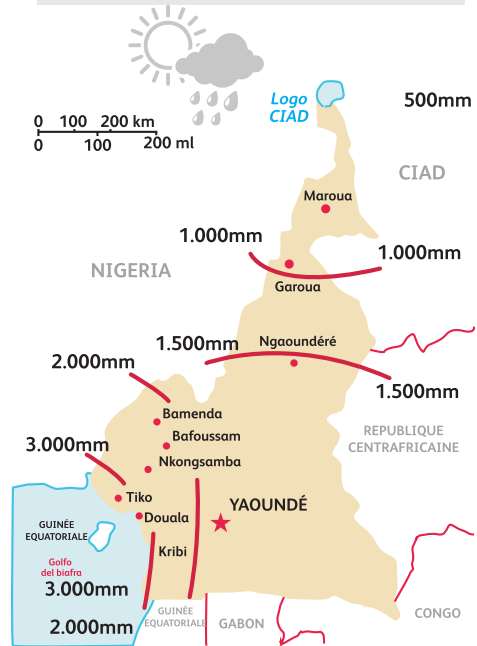 Logo
CIAD
500mm
0 100 200 km
0 100 200 ml
CIAD
Maroua
1.000mm
1.000mm
NIGERIA
Garoua
1.500mm
Ngaoundéré
2.000mm
1.500mm
Bamenda
Bafoussam
REPUBLIQUE
CENTRAFRICAINE
3.000mm
Nkongsamba
Tiko
YAOUNDÉ
Douala
GUINÉE
EQUATORIALE
Kribi
Golfo
del biafra
3.000mm
GUINÉE
EQUATORIALE
GABON
CONGO
2.000mm